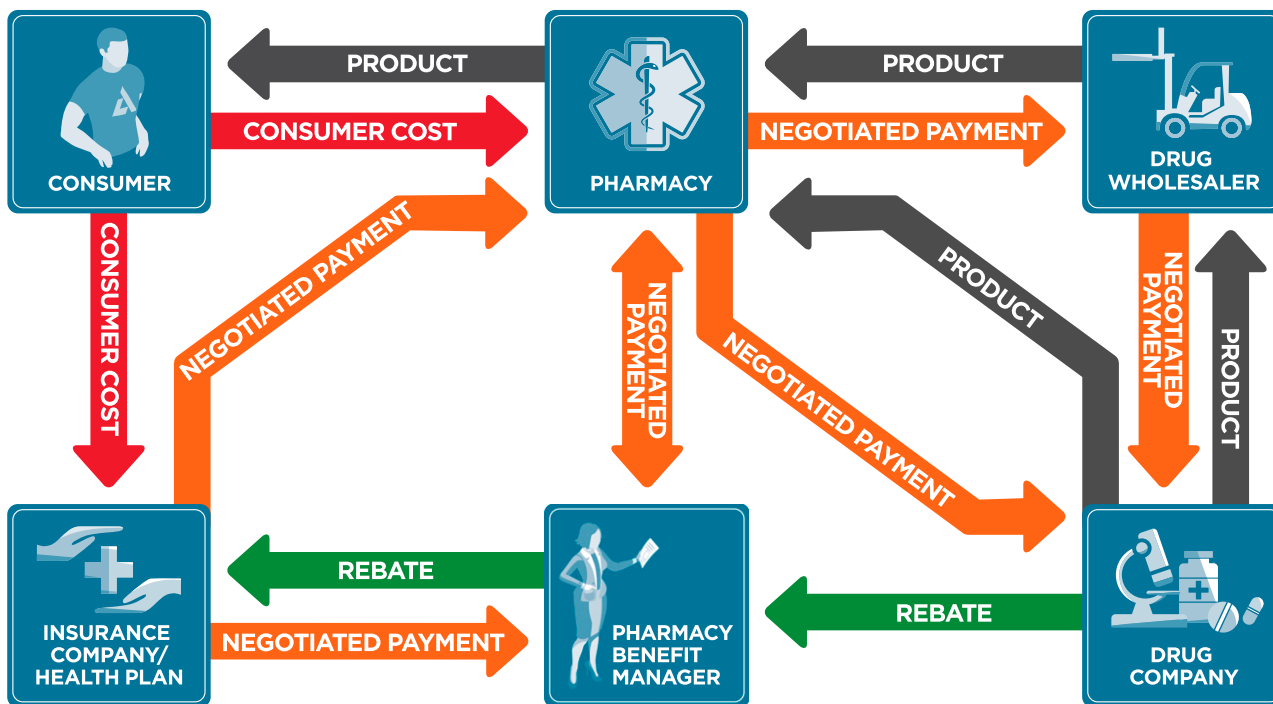 PRODUCT
PRODUCT
CONSUMER COST
NEGOTIATED PAYMENT
CONSUMER
PHARMACY
DRUG
WHOLESALER
CONSUMER COST
NEGOTIATED PAYMENT
NEGOTIATED
PAYMENT
NEGOTIATED PAYMENT
PRODUCT
NEGOTIATED
PAYMENT
PRODUCT
REBATE
REBATE
NEGOTIATED PAYMENT
INSURANCE
COMPANY/
HEALTH PLAN
PHARMACY
BENEFIT
MANAGER
DRUG
COMPANY